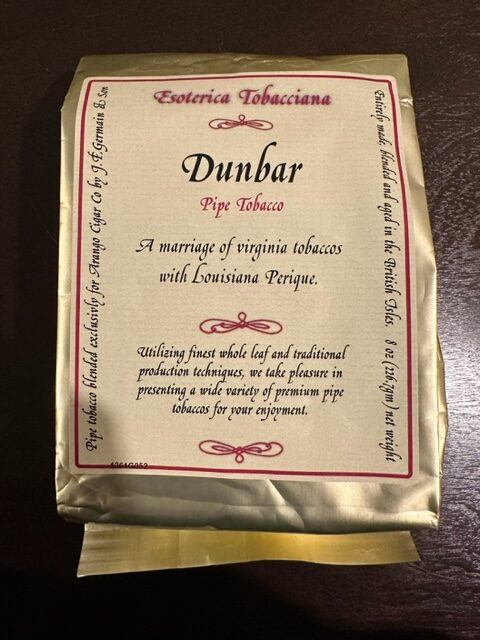 Esoterica Tobacciana
Dunbar
Pipe Tobacco
A marriage of virginia tobaccos
with Louisiana Perique.
Utilizing finest whole leaf and traditional
production techniques, we take pleasure in
presenting a wide variety of premium pipe
tobaccos for your enjoyment.
Pipe tobacco blended exclusivly for Arango Cigar Co by J.F.Germain & Son
Entirely made, blended and aged in the British Isles. 8 oz (226.7gm) net weight
4261G052